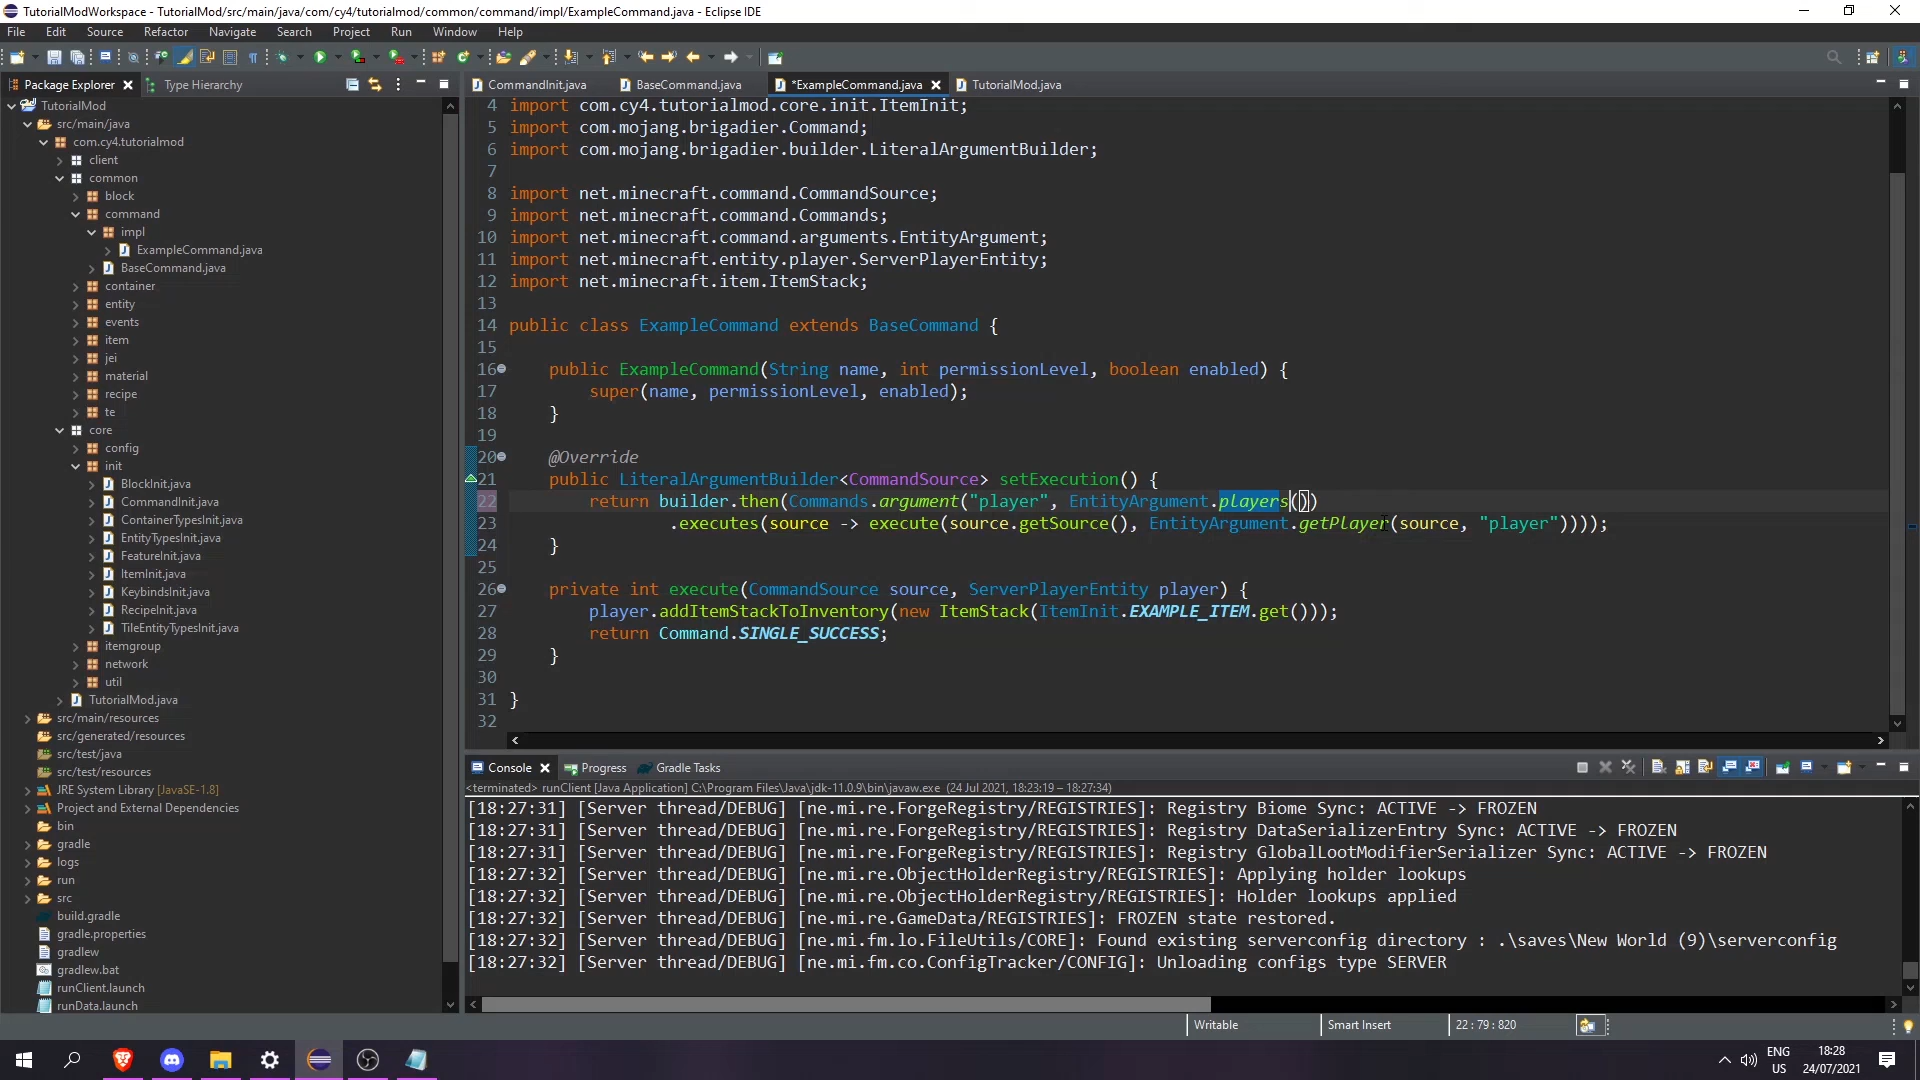 TutorialModWorkspace - TutorialMod/src/main/java/com/cy4/tutorialmod/common/command/impl/ExampleCommand.java - Eclipse IDE
File Edit Source Refactor Navigate Search Project Run Window Help
Package Explorer Type Hierarchy
TutorialMod
src/main/java
com.cy4.tutorialmod
client
common
block
command
impl
ExampleCommand.java
BaseCommand.java
container
entity
events
item
jei
material
recipe
te
core
config
init
BlockInit.java
CommandInit.java
ContainerTypesInit.java
EntityTypesInit.java
FeatureInit.java
ItemInit.java
KeybindsInit.java
RecipeInit.java
TileEntityTypesInit.java
itemgroup
network
util
TutorialMod.java
src/main/resources
src/generated/resources
src/test/java
src/test/resources
JRE System Library [JavaSE-1.8]
Project and External Dependencies
bin
gradle
logs
run
src
build.gradle
gradle.properties
gradlew
gradlew.bat
runClient.launch
runData.launch
CommandInit.java BaseCommand.java *ExampleCommand.java TutorialMod.java
4 import com.cy4.tutorialmod.core.init.ItemInit;
5 import com.mojang.brigadier.Command;
6 import com.mojang.brigadier.builder.LiteralArgumentBuilder;
7
8 import net.minecraft.command.CommandSource;
9 import net.minecraft.command.Commands;
10 import net.minecraft.command.arguments.EntityArgument;
11 import net.minecraft.entity.player.ServerPlayerEntity;
12 import net.minecraft.item.ItemStack;
13
14 public class ExampleCommand extends BaseCommand {
15
16 public ExampleCommand(String name, int permissionLevel, boolean enabled) {
17 super(name, permissionLevel, enabled);
18 }
19
20 @Override
21 public LiteralArgumentBuilder<CommandSource> setExecution() {
22 return builder.then(Commands.argument("player", EntityArgument.players())
23 .executes(source -> execute(source.getSource(), EntityArgument.getPlayer(source, "player"))));
24 }
25
26 private int execute(CommandSource source, ServerPlayerEntity player) {
27 player.addItemStackToInventory(new ItemStack(ItemInit.EXAMPLE_ITEM.get()));
28 return Command.SINGLE_SUCCESS;
29 }
30
31 }
32
Console Progress Gradle Tasks
<terminated> runClient [Java Application] C:\Program Files\Java\jdk-11.0.9\bin\javaw.exe (24 Jul 2021, 18:23:19 – 18:27:34)
[18:27:31] [Server thread/DEBUG] [ne.mi.re.ForgeRegistry/REGISTRIES]: Registry Biome Sync: ACTIVE -> FROZEN
[18:27:31] [Server thread/DEBUG] [ne.mi.re.ForgeRegistry/REGISTRIES]: Registry DataSerializerEntry Sync: ACTIVE -> FROZEN
[18:27:31] [Server thread/DEBUG] [ne.mi.re.ForgeRegistry/REGISTRIES]: Registry GlobalLootModifierSerializer Sync: ACTIVE -> FROZEN
[18:27:32] [Server thread/DEBUG] [ne.mi.re.ObjectHolderRegistry/REGISTRIES]: Applying holder lookups
[18:27:32] [Server thread/DEBUG] [ne.mi.re.ObjectHolderRegistry/REGISTRIES]: Holder lookups applied
[18:27:32] [Server thread/DEBUG] [ne.mi.re.GameData/REGISTRIES]: FROZEN state restored.
[18:27:32] [Server thread/DEBUG] [ne.mi.fm.lo.FileUtils/CORE]: Found existing serverconfig directory : .\saves\New World (9)\serverconfig
[18:27:32] [Server thread/DEBUG] [ne.mi.fm.co.ConfigTracker/CONFIG]: Unloading configs type SERVER
Writable Smart Insert 22 : 79 : 820
ENG
US
18:28
24/07/2021